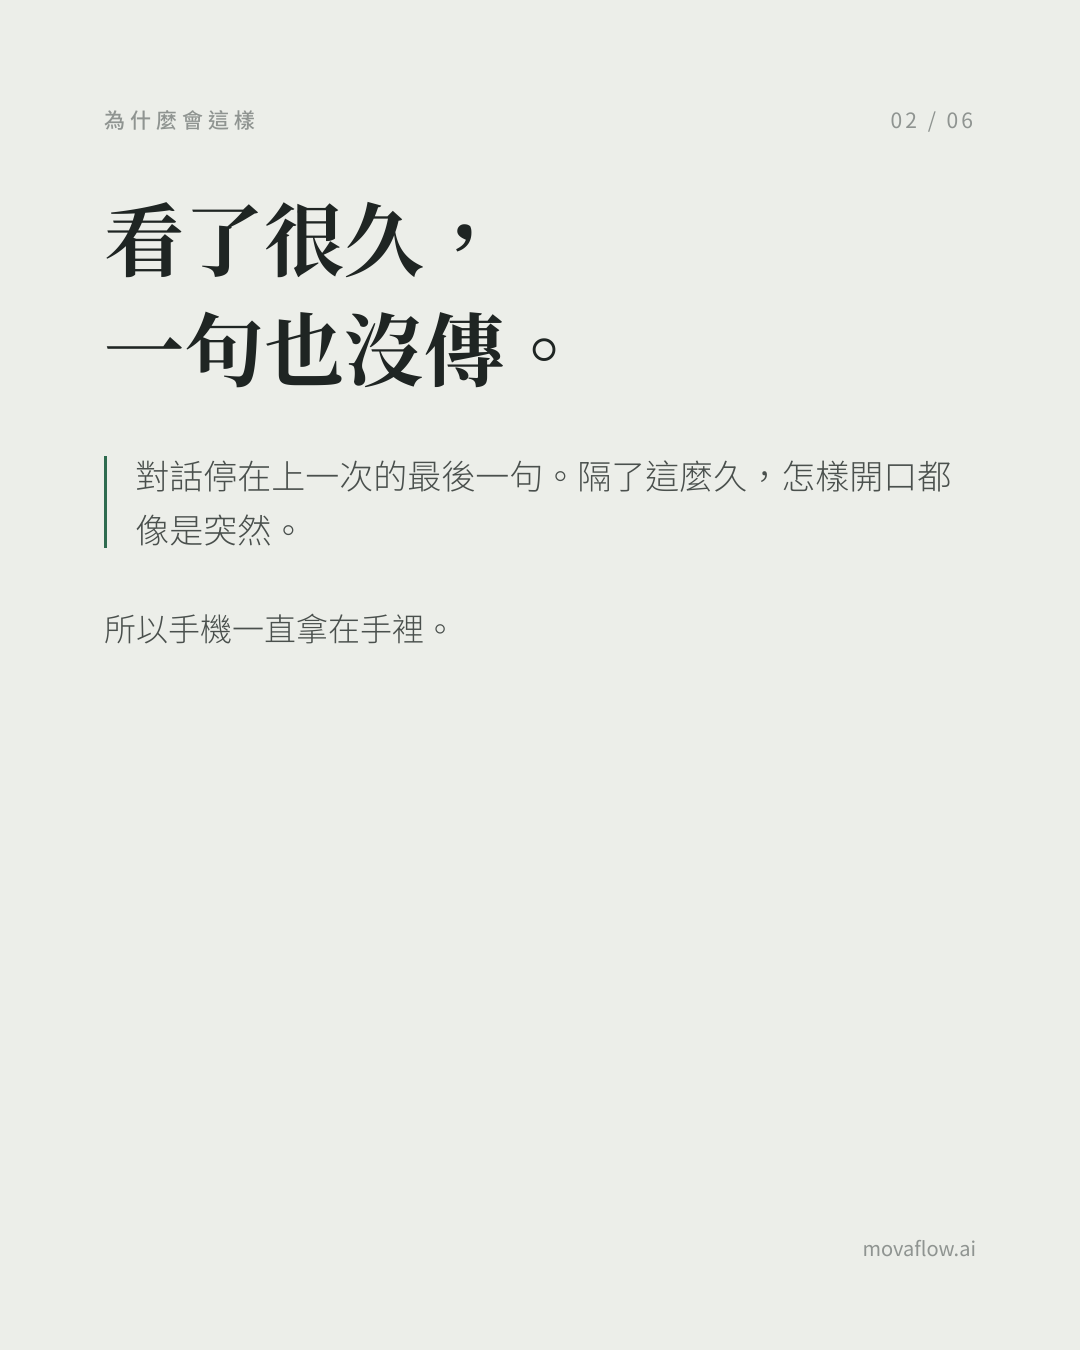 為什麼會這樣
02 / 06
看了很久，
一句也沒傳。
對話停在上一次的最後一句。隔了這麼久，怎樣開口都
像是突然。
所以手機一直拿在手裡。
movaflow.ai